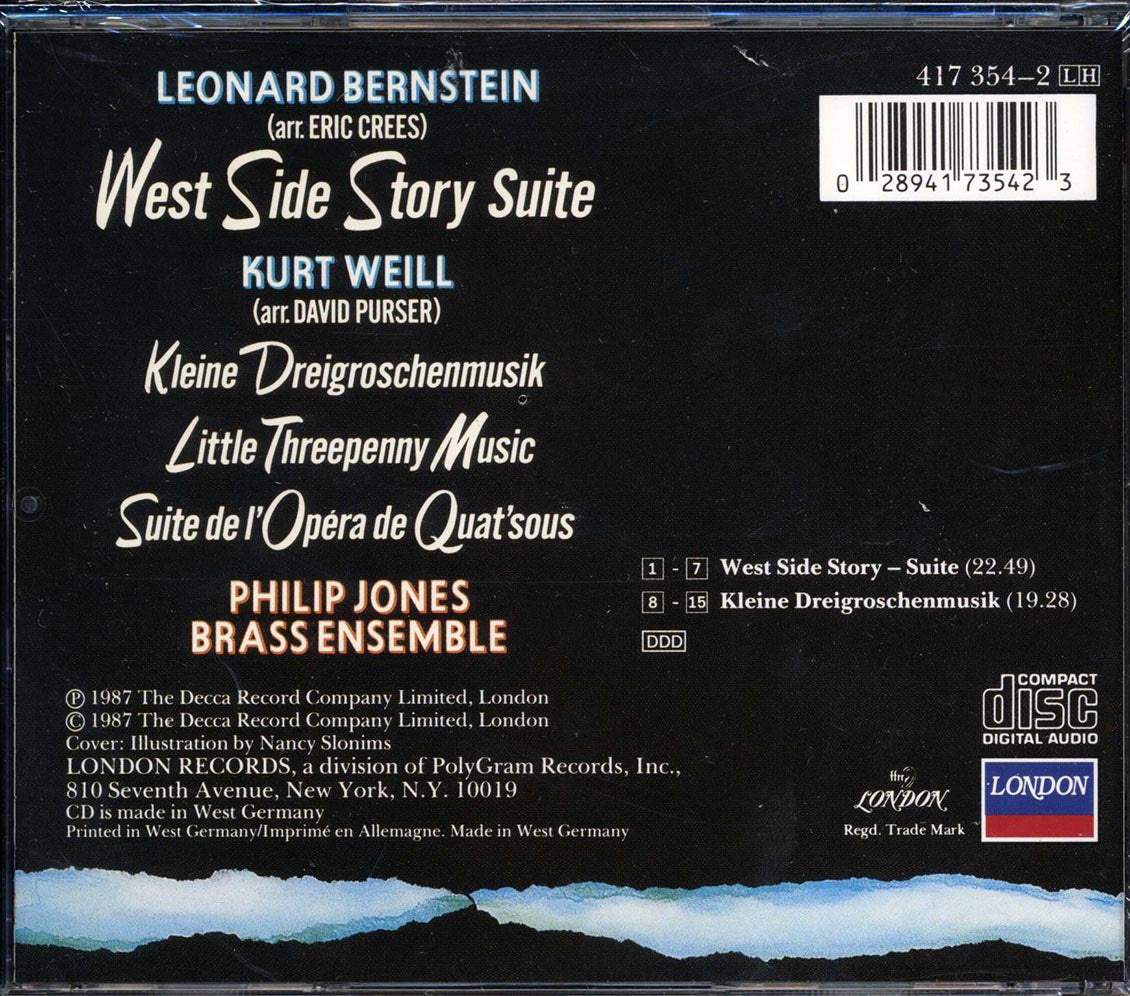 LEONARD BERNSTEIN
(arr. ERIC CREES)
West Side Story Suite
KURT WEILL
(arr. DAVID PURSER)
Kleine Dreigroschenmusik
Little Threepenny Music
Suite de l'Opéra de Quat'sous
PHILIP JONES
BRASS ENSEMBLE
417 354-2 LH
0 28941 73542 3
1 - 7 West Side Story – Suite (22.49)
8 - 15 Kleine Dreigroschenmusik (19.28)
DDD
℗ 1987 The Decca Record Company Limited, London
© 1987 The Decca Record Company Limited, London
Cover: Illustration by Nancy Slonims
LONDON RECORDS, a division of PolyGram Records, Inc.,
810 Seventh Avenue, New York, N.Y. 10019
CD is made in West Germany
Printed in West Germany/Imprimé en Allemagne. Made in West Germany
COMPACT
disc
DIGITAL AUDIO
ffrr
LONDON
Regd. Trade Mark
LONDON